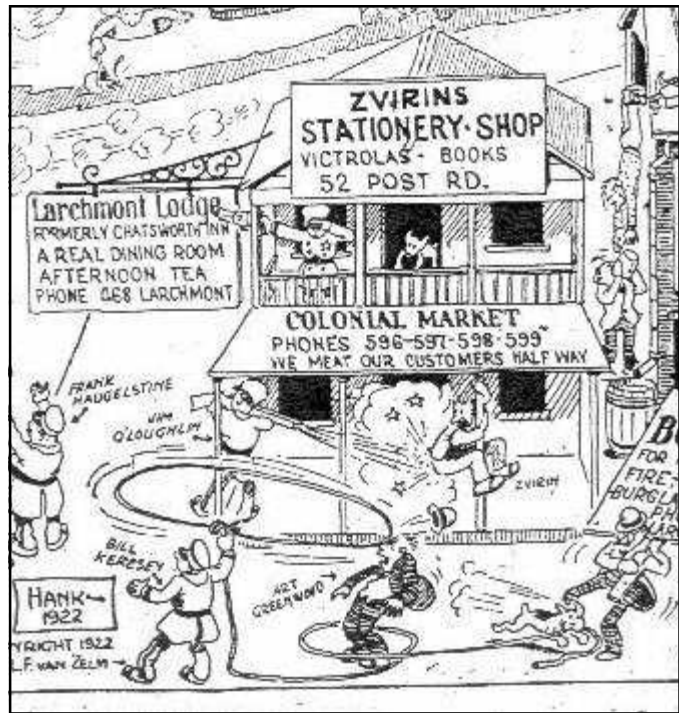 ZVIRINS
STATIONERY·SHOP
VICTROLAS - BOOKS
52 POST RD.
Larchmont Lodge
FORMERLY CHATSWORTH INN
A REAL DINING ROOM
AFTERNOON TEA
PHONE 268 LARCHMONT
COLONIAL MARKET
PHONES 596-597-598-599
WE MEAT OUR CUSTOMERS HALF WAY
FRANK
HAUGELSTINE
JIM
O'LOUGHLIN
ZVIRIN
FOR
FIRE-
BURGLA
PH
BILL
KERESEY
ART
GREENWOOD
HANK
1922
YRIGHT 1922
L.F. VAN ZELM